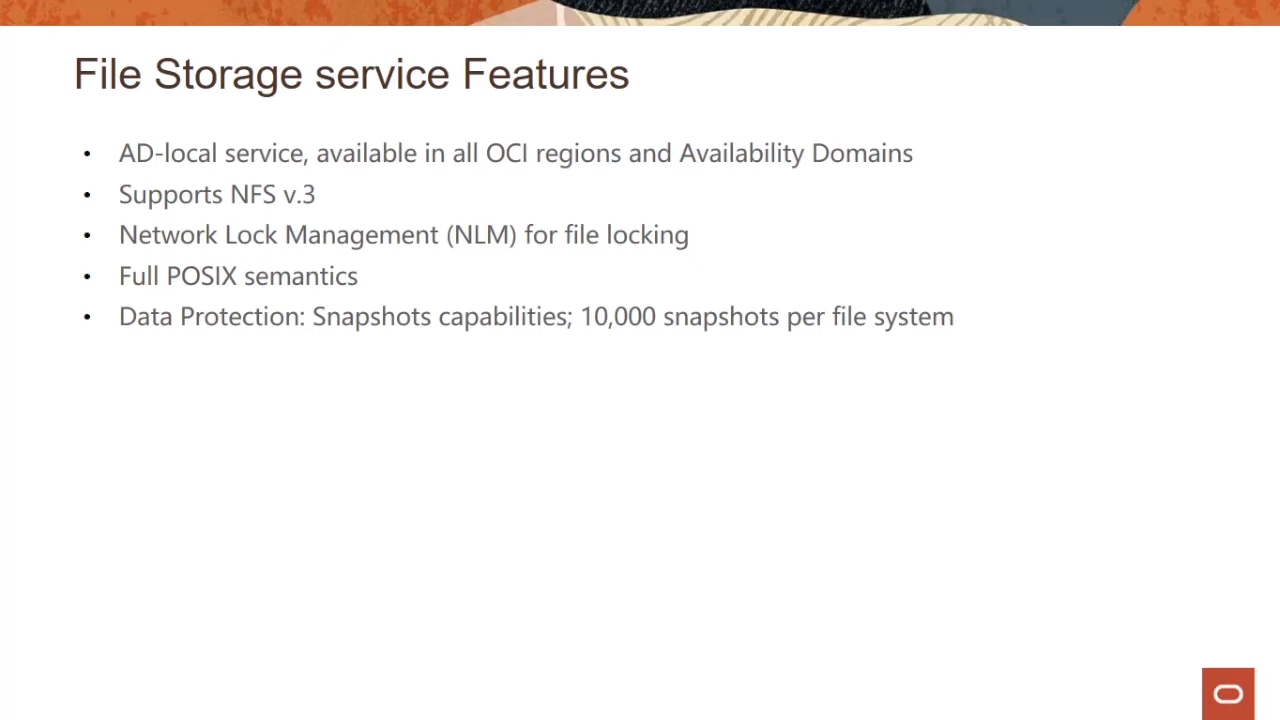 File Storage service Features
• AD-local service, available in all OCI regions and Availability Domains
• Supports NFS v.3
• Network Lock Management (NLM) for file locking
• Full POSIX semantics
• Data Protection: Snapshots capabilities; 10,000 snapshots per file system